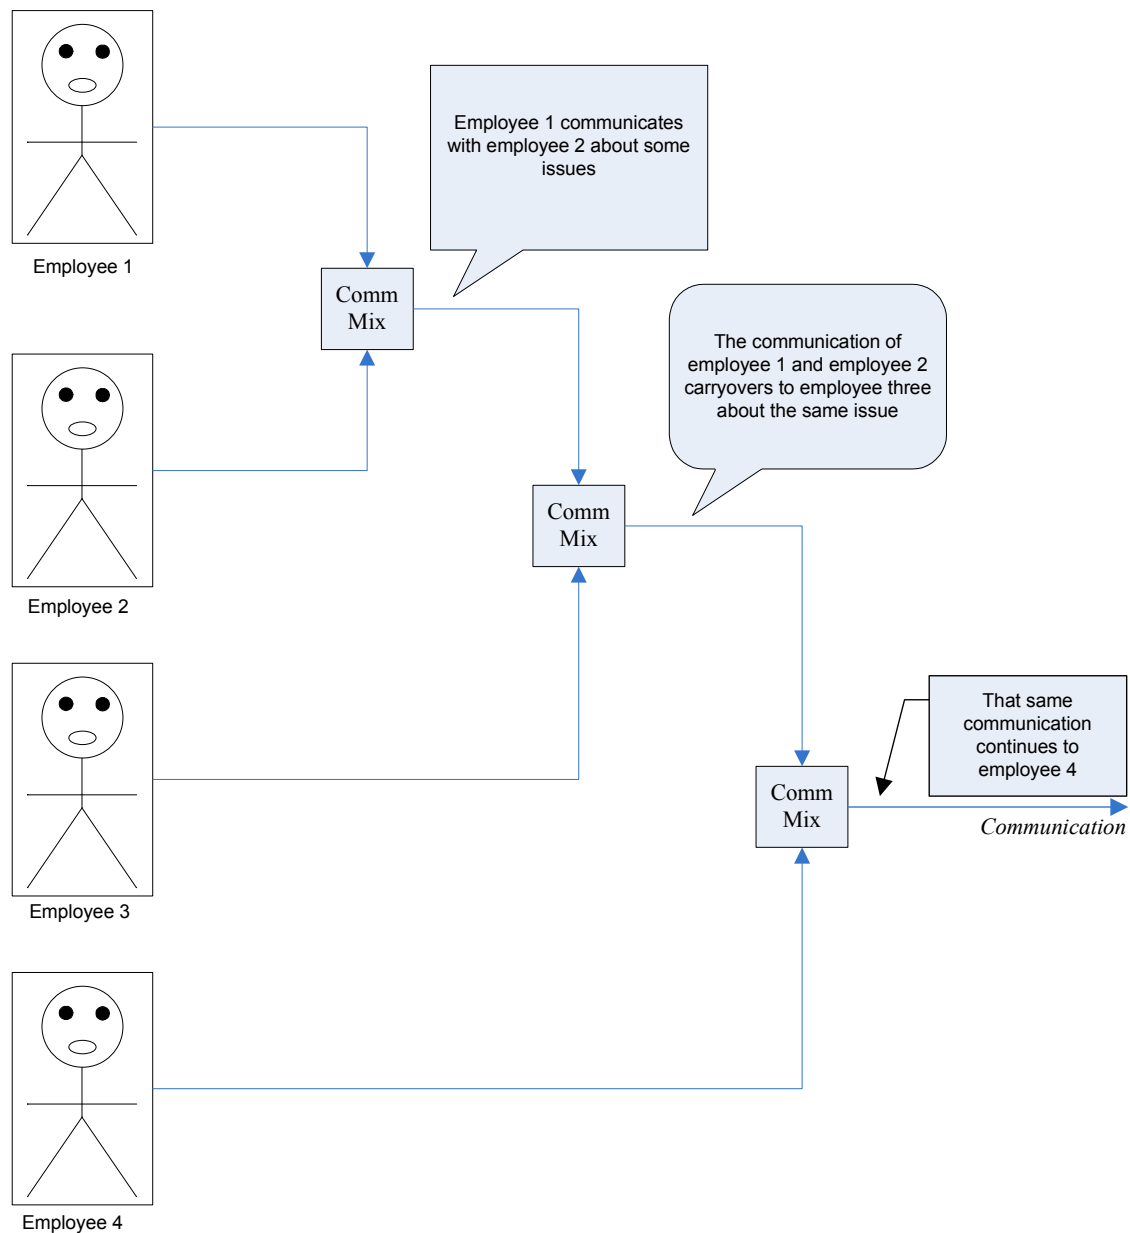 Employee 1 communicates
with employee 2 about some
issues
Employee 1
Comm
Mix
The communication of
employee 1 and employee 2
carryovers to employee three
about the same issue
Comm
Mix
Employee 2
That same
communication
continues to
employee 4
Comm
Mix
Communication
Employee 3
Employee 4